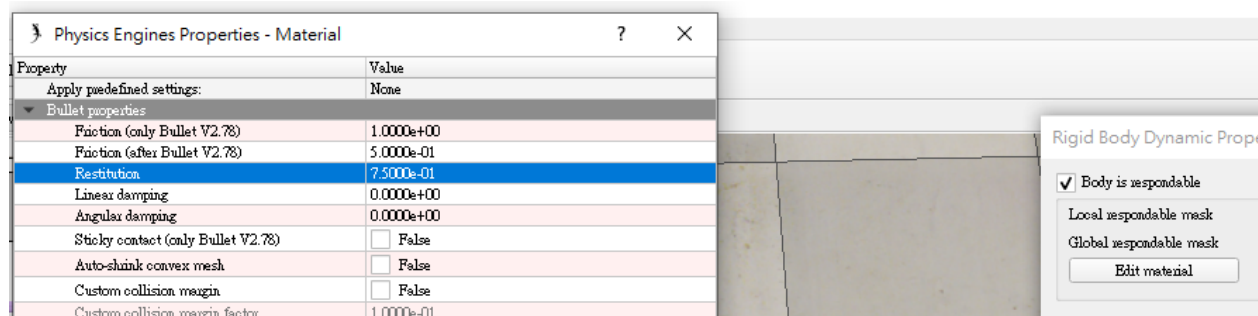 Physics Engines Properties - Material ? ×
Property Value
Apply predefined settings: None
Bullet properties
Friction (only Bullet V2.78) 1.0000e+00
Friction (after Bullet V2.78) 5.0000e-01
Restitution 7.5000e-01
Linear damping 0.0000e+00
Angular damping 0.0000e+00
Sticky contact (only Bullet V2.78) False
Auto-shrink convex mesh False
Custom collision margin False
Custom collision margin factor 1.0000e-01
Rigid Body Dynamic Prope
Body is respondable
Local respondable mask
Global respondable mask
Edit material